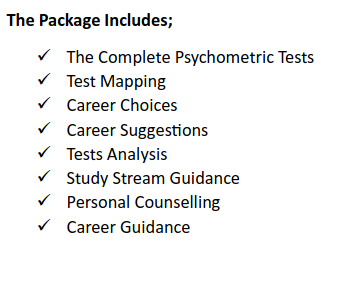 The Package Includes;
✓ The Complete Psychometric Tests
✓ Test Mapping
✓ Career Choices
✓ Career Suggestions
✓ Tests Analysis
✓ Study Stream Guidance
✓ Personal Counselling
✓ Career Guidance